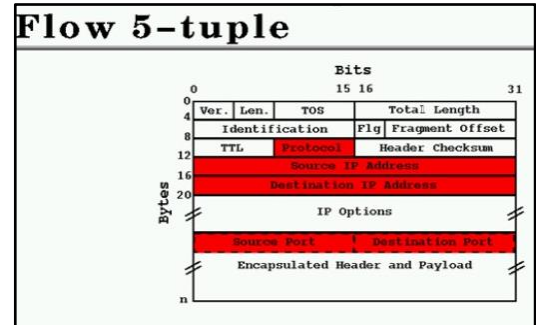 Flow 5-tuple
Bits
0 15 16 31
0
Ver. Len. TOS Total Length
4
Identification Flg Fragment Offset
8
TTL Protocol Header Checksum
12
Source IP Address
16
Destination IP Address
20
Bytes
IP Options
Source Port Destination Port
Encapsulated Header and Payload
n